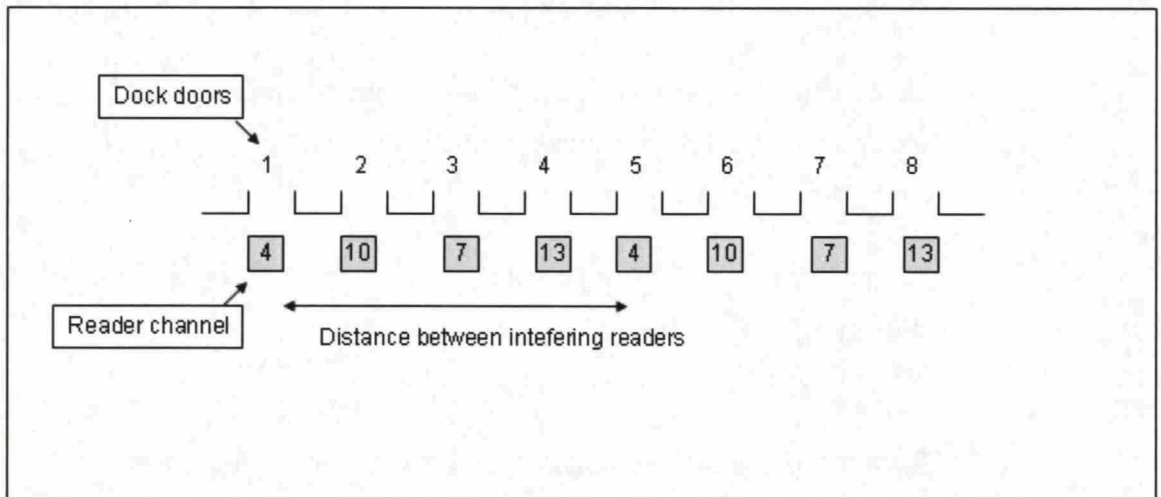 Dock doors
1 2 3 4 5 6 7 8
4 10 7 13 4 10 7 13
Reader channel
Distance between intefering readers